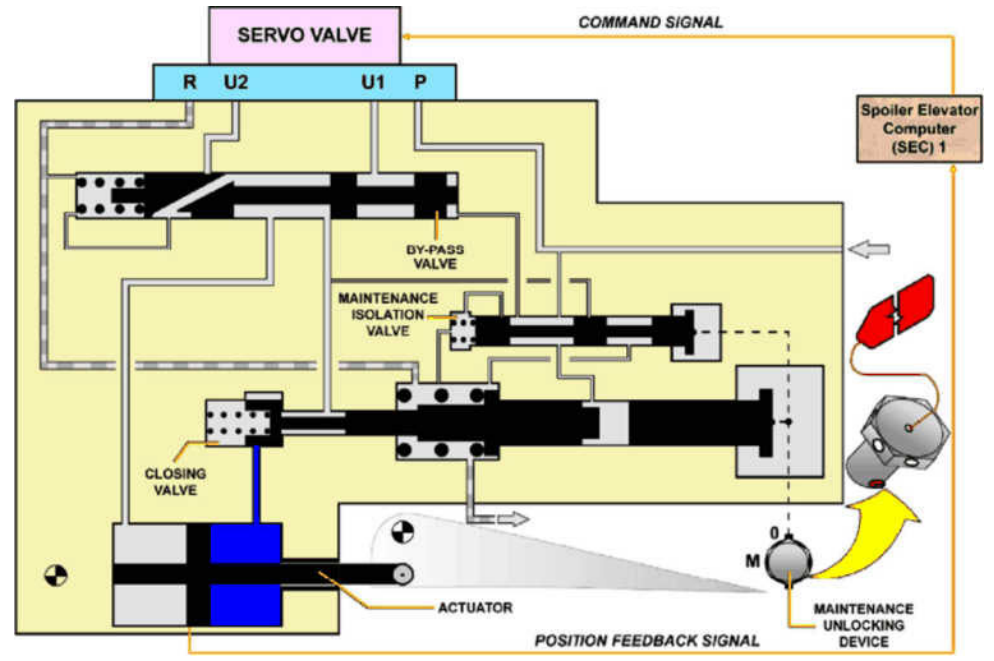 COMMAND SIGNAL
SERVO VALVE
R U2 U1 P
Spoiler Elevator
Computer
(SEC) 1
BY-PASS
VALVE
MAINTENANCE
ISOLATION
VALVE
CLOSING
VALVE
0
M
ACTUATOR
MAINTENANCE
UNLOCKING
DEVICE
POSITION FEEDBACK SIGNAL